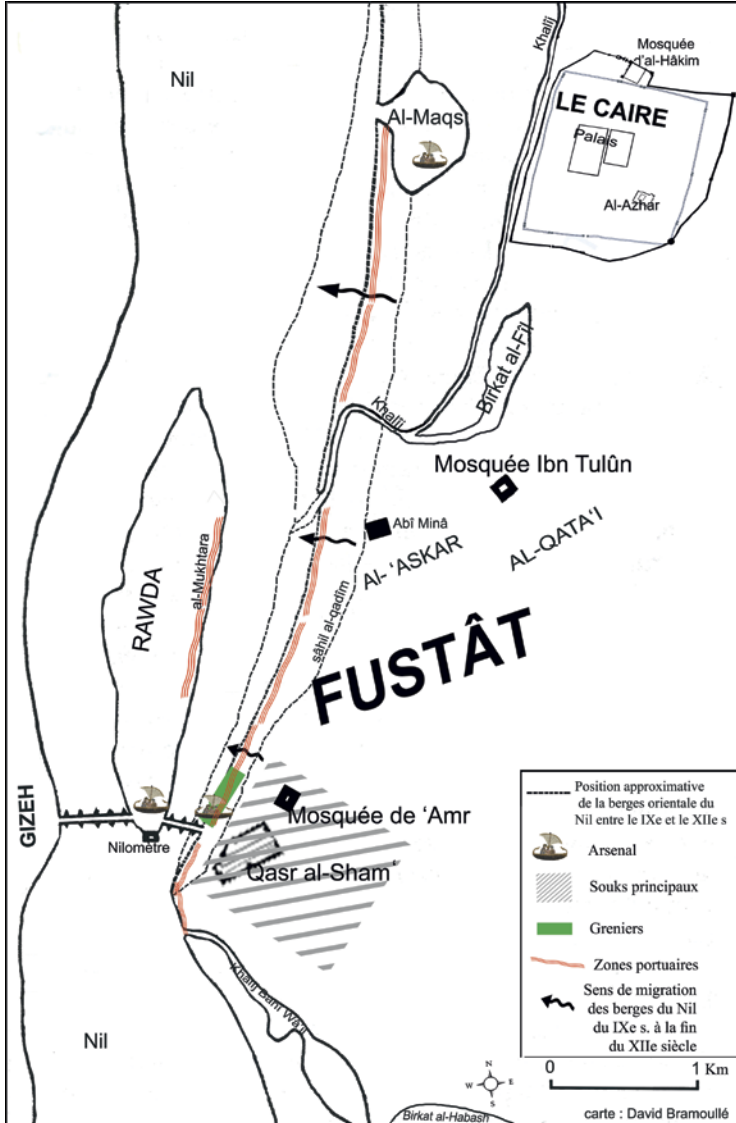 Nil
Khalîj
Mosquée
d'al-Hâkim
LE CAIRE
Palais
Al-Azhar
Al-Maqs
Birkat al-Fîl
Khalîj
Mosquée Ibn Tulûn
Abî Minâ
Al-'ASKAR
AL-QATA'I
al-Mukhtara
RAWDA
sâhil al-qadîm
FUSTÂT
GIZEH
Nilomètre
Mosquée de 'Amr
Qasr al-Sham'
Khalîj Banî Wa'il
Nil
Birkat al-Habash
Position approximative
de la berges orientale du
Nil entre le IXe et le XIIe s
Arsenal
Souks principaux
Greniers
Zones portuaires
Sens de migration
des berges du Nil
du IXe s. à la fin
du XIIe siècle
N
W E
S
0 1 Km
carte : David Bramoullé